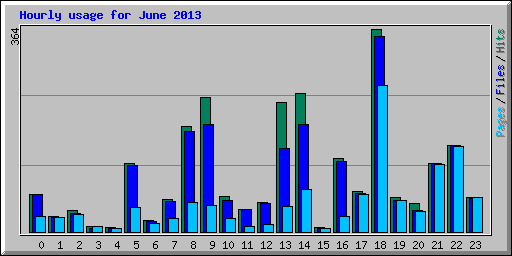 Hourly usage for June 2013
364
Pages / Files / Hits
0 1 2 3 4 5 6 7 8 9 10 11 12 13 14 15 16 17 18 19 20 21 22 23